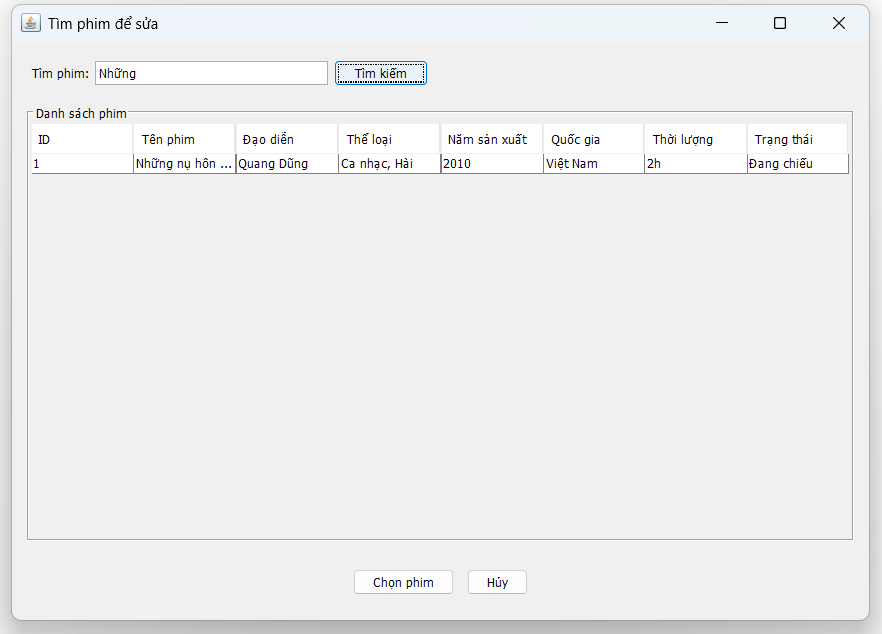 Tìm phim để sửa
Tìm phim: Những Tìm kiếm
Danh sách phim
ID Tên phim Đạo diễn Thể loại Năm sản xuất Quốc gia Thời lượng Trạng thái
1 Những nụ hôn ... Quang Dũng Ca nhạc, Hài 2010 Việt Nam 2h Đang chiếu
Chọn phim Hủy